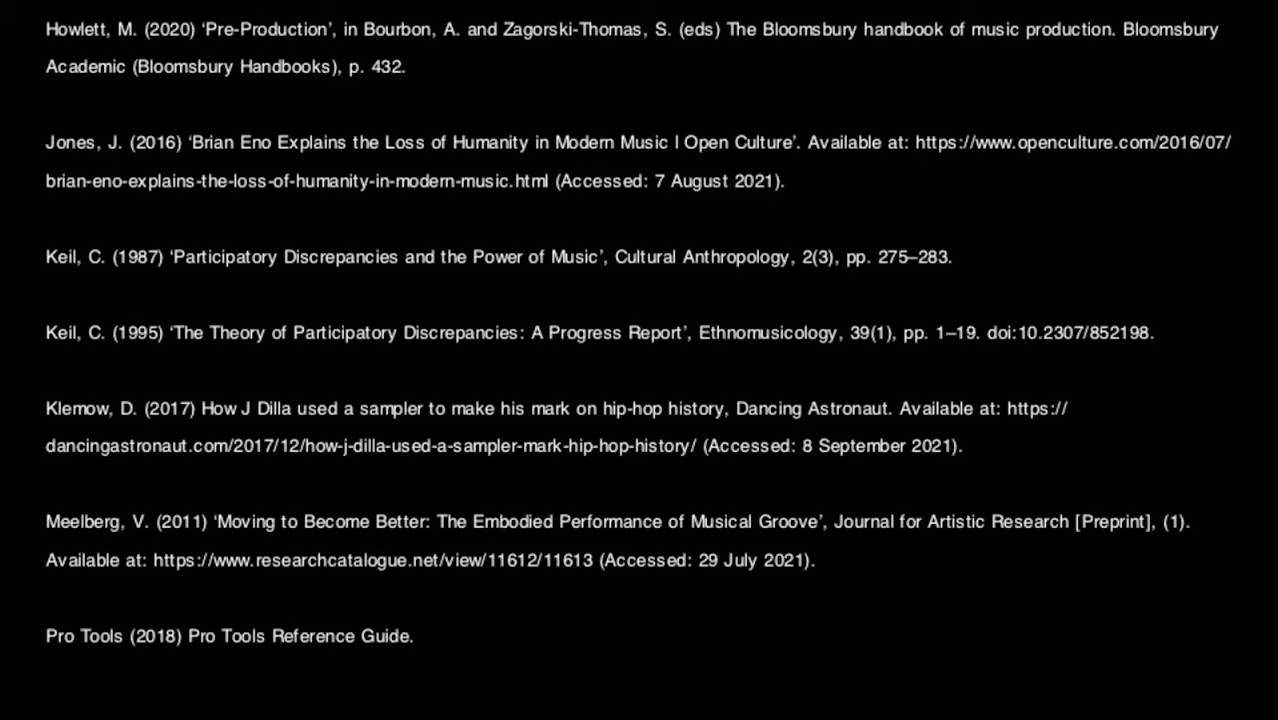 Howlett, M. (2020) ‘Pre-Production’, in Bourbon, A. and Zagorski-Thomas, S. (eds) The Bloomsbury handbook of music production. Bloomsbury
Academic (Bloomsbury Handbooks), p. 432.
Jones, J. (2016) ‘Brian Eno Explains the Loss of Humanity in Modern Music | Open Culture’. Available at: https://www.openculture.com/2016/07/
brian-eno-explains-the-loss-of-humanity-in-modern-music.html (Accessed: 7 August 2021).
Keil, C. (1987) ‘Participatory Discrepancies and the Power of Music’, Cultural Anthropology, 2(3), pp. 275–283.
Keil, C. (1995) ‘The Theory of Participatory Discrepancies: A Progress Report’, Ethnomusicology, 39(1), pp. 1–19. doi:10.2307/852198.
Klemow, D. (2017) How J Dilla used a sampler to make his mark on hip-hop history, Dancing Astronaut. Available at: https://
dancingastronaut.com/2017/12/how-j-dilla-used-a-sampler-mark-hip-hop-history/ (Accessed: 8 September 2021).
Meelberg, V. (2011) ‘Moving to Become Better: The Embodied Performance of Musical Groove’, Journal for Artistic Research [Preprint], (1).
Available at: https://www.researchcatalogue.net/view/11612/11613 (Accessed: 29 July 2021).
Pro Tools (2018) Pro Tools Reference Guide.